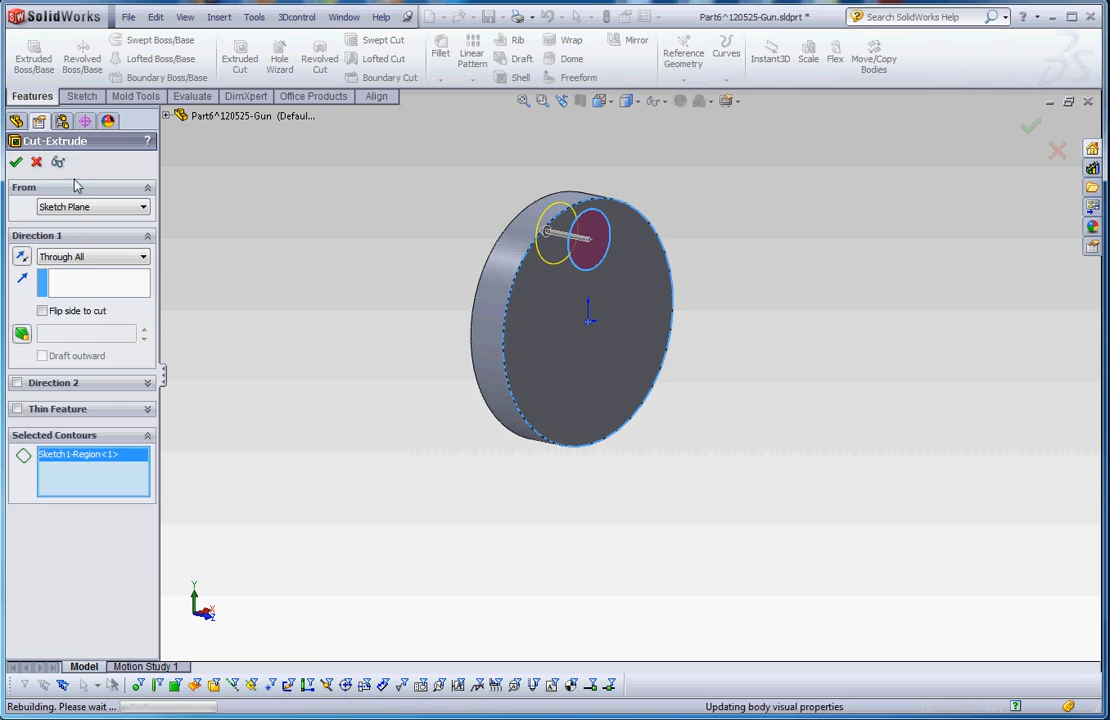 SolidWorks File Edit View Insert Tools 3Dcontrol Window Help Part6^120525-Gun.sldprt * Search SolidWorks Help
Extruded Boss/Base
Revolved Boss/Base
Swept Boss/Base
Lofted Boss/Base
Boundary Boss/Base
Extruded Cut
Hole Wizard
Revolved Cut
Swept Cut
Lofted Cut
Boundary Cut
Fillet
Linear Pattern
Rib
Draft
Shell
Wrap
Dome
Freeform
Mirror
Reference Geometry
Curves
Instant3D
Scale
Flex
Move/Copy Bodies
Features Sketch Mold Tools Evaluate DimXpert Office Products Align
Part6^120525-Gun (Defaul...
Cut-Extrude ?
From
Sketch Plane
Direction 1
Through All
Flip side to cut
Draft outward
Direction 2
Thin Feature
Selected Contours
Sketch1-Region<1>
Y
X
Z
Model Motion Study 1
Rebuilding. Please wait ... Updating body visual properties